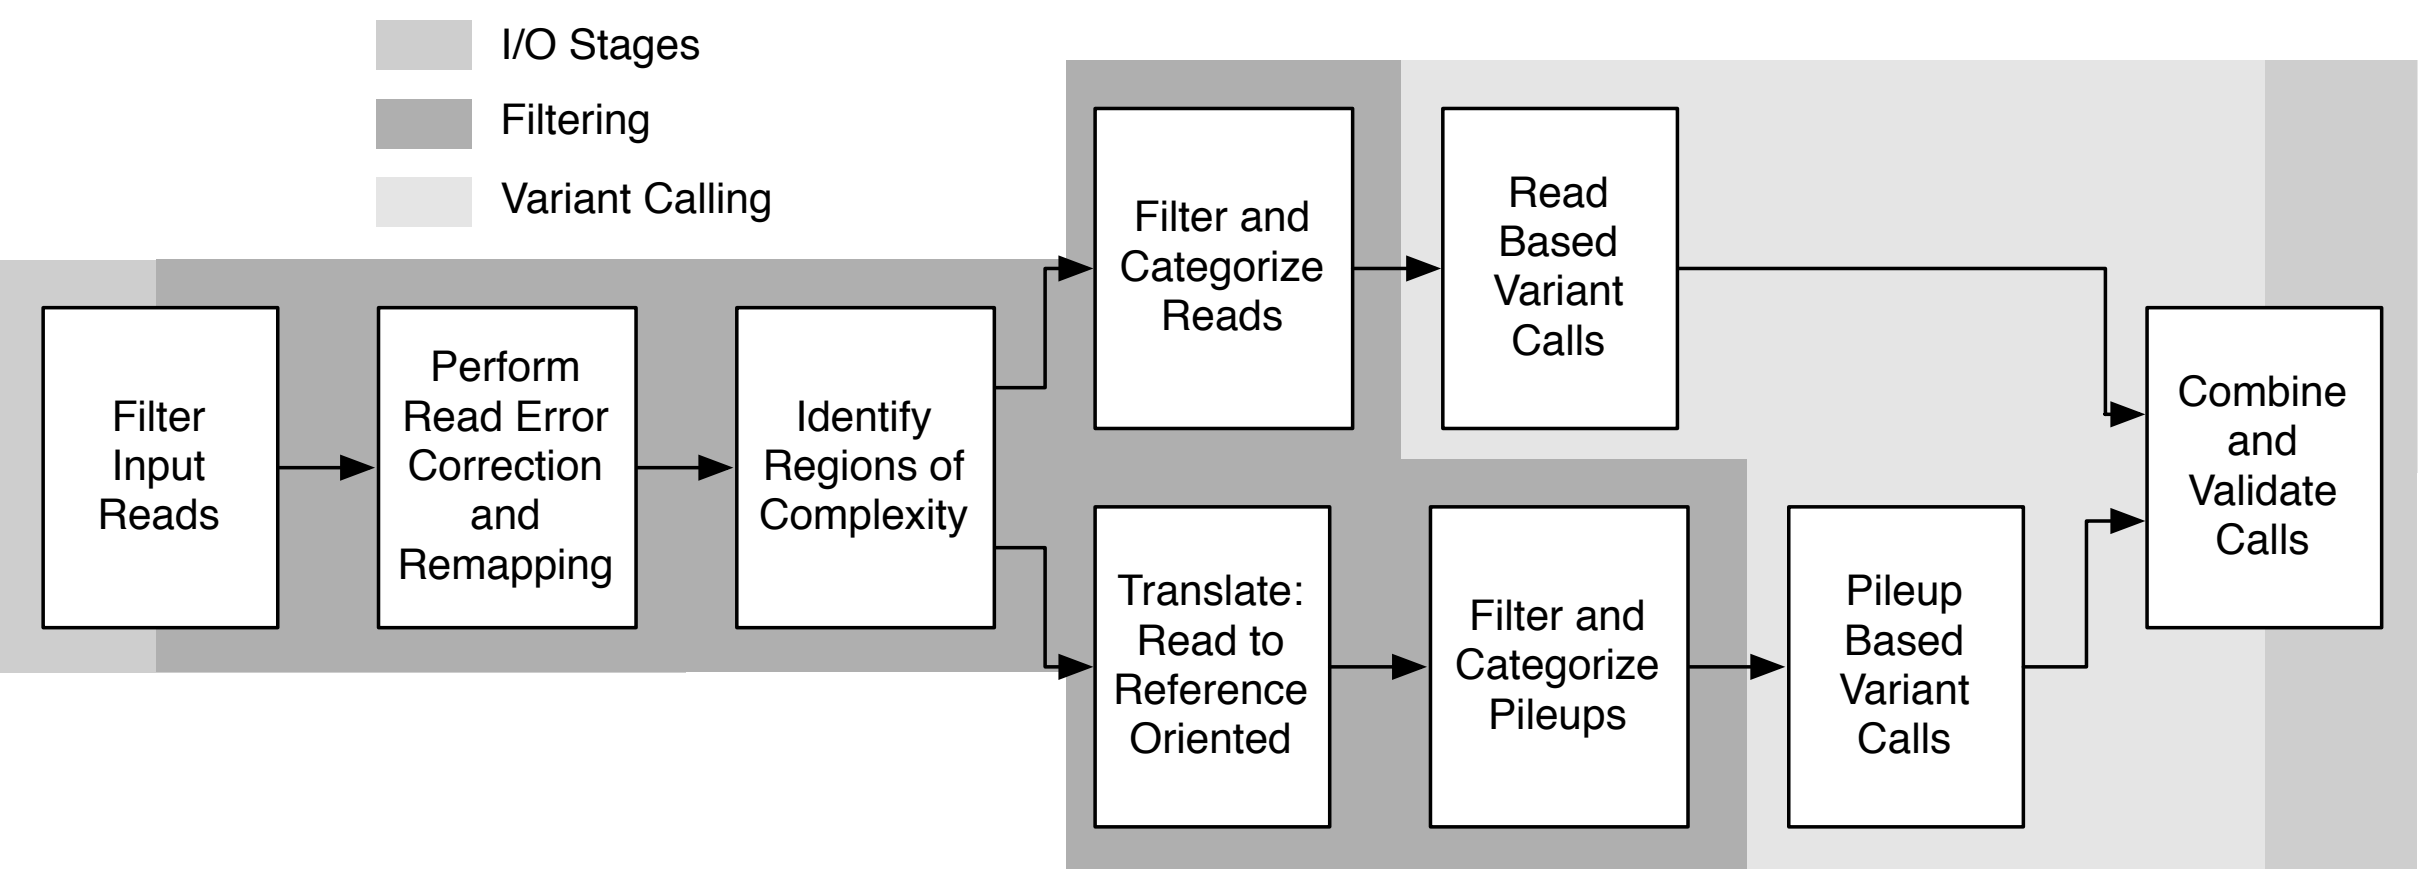 I/O Stages
Filtering
Variant Calling
Filter
Input
Reads
Perform
Read Error
Correction
and
Remapping
Identify
Regions of
Complexity
Filter and
Categorize
Reads
Read
Based
Variant
Calls
Translate:
Read to
Reference
Oriented
Filter and
Categorize
Pileups
Pileup
Based
Variant
Calls
Combine
and
Validate
Calls